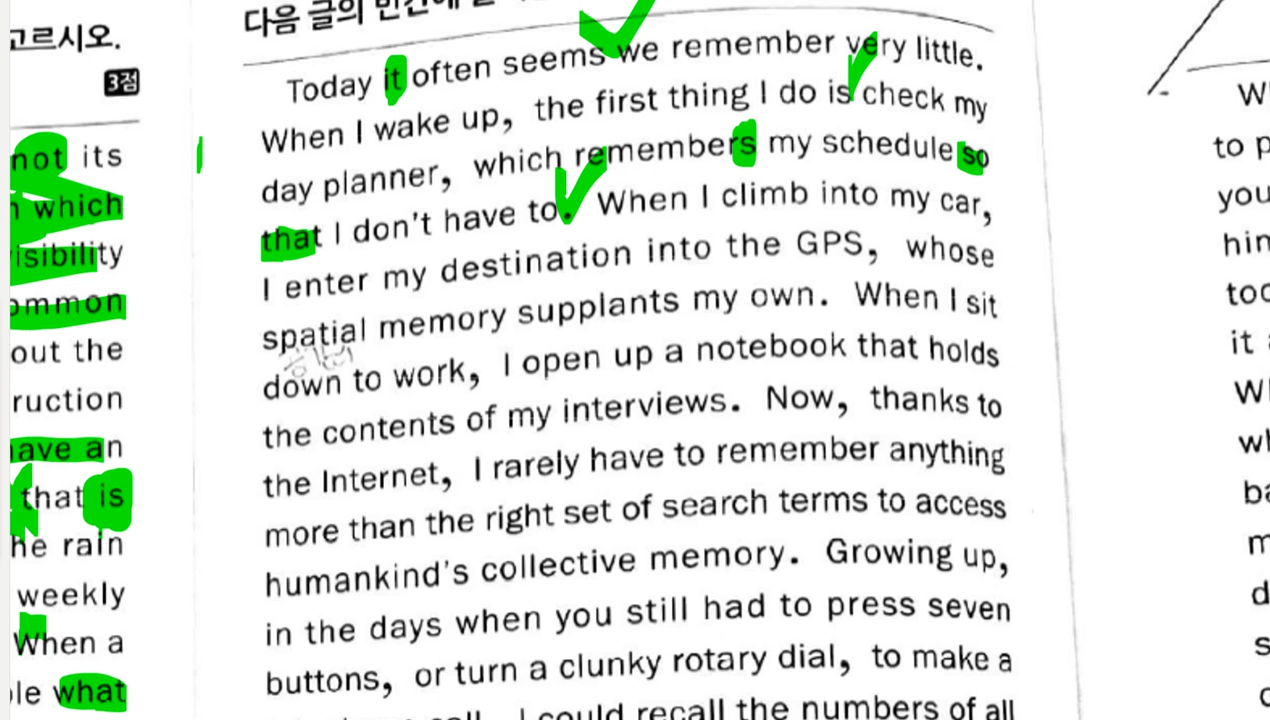 고르시오.
3점
not its
which
isibility
ommon
out the
ruction
have an
that is
he rain
weekly
When a
le what
다음 글의 빈칸에
Today it often seems we remember very little.
When I wake up, the first thing I do is check my
day planner, which remembers my schedule so
that I don't have to. When I climb into my car,
I enter my destination into the GPS, whose
spatial memory supplants my own. When I sit
down to work, I open up a notebook that holds
the contents of my interviews. Now, thanks to
the Internet, I rarely have to remember anything
more than the right set of search terms to access
humankind's collective memory. Growing up,
in the days when you still had to press seven
buttons, or turn a clunky rotary dial, to make a
call, I could recall the numbers of all
W
to p
you
him
too
it
W
wh
ba
m
d
s